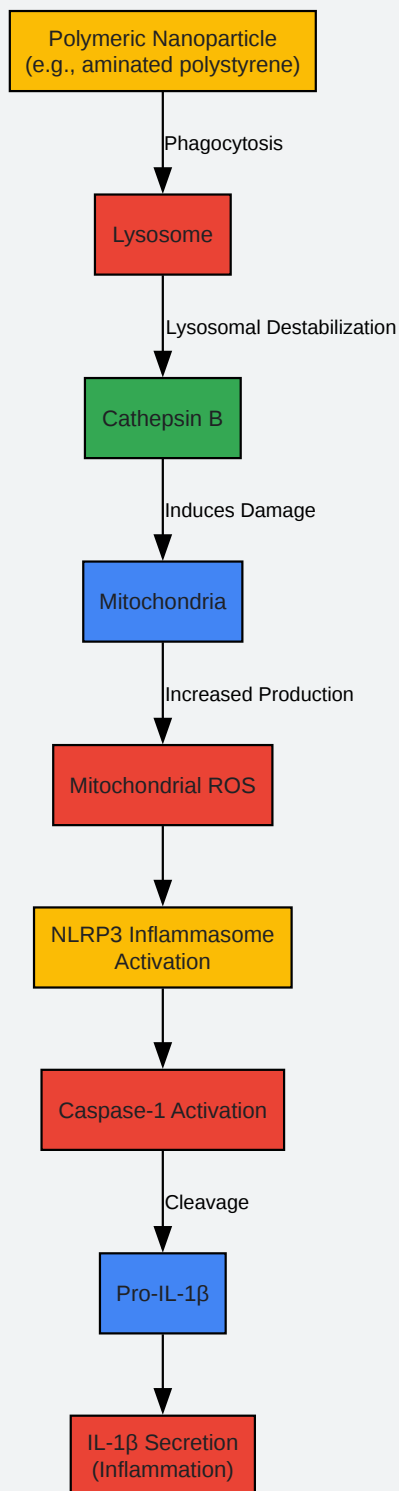 Polymeric Nanoparticle
(e.g., aminated polystyrene)
Phagocytosis
Lysosome
Lysosomal Destabilization
Cathepsin B
Induces Damage
Mitochondria
Increased Production
Mitochondrial ROS
NLRP3 Inflammasome
Activation
Caspase-1 Activation
Cleavage
Pro-IL-1β
IL-1β Secretion
(Inflammation)